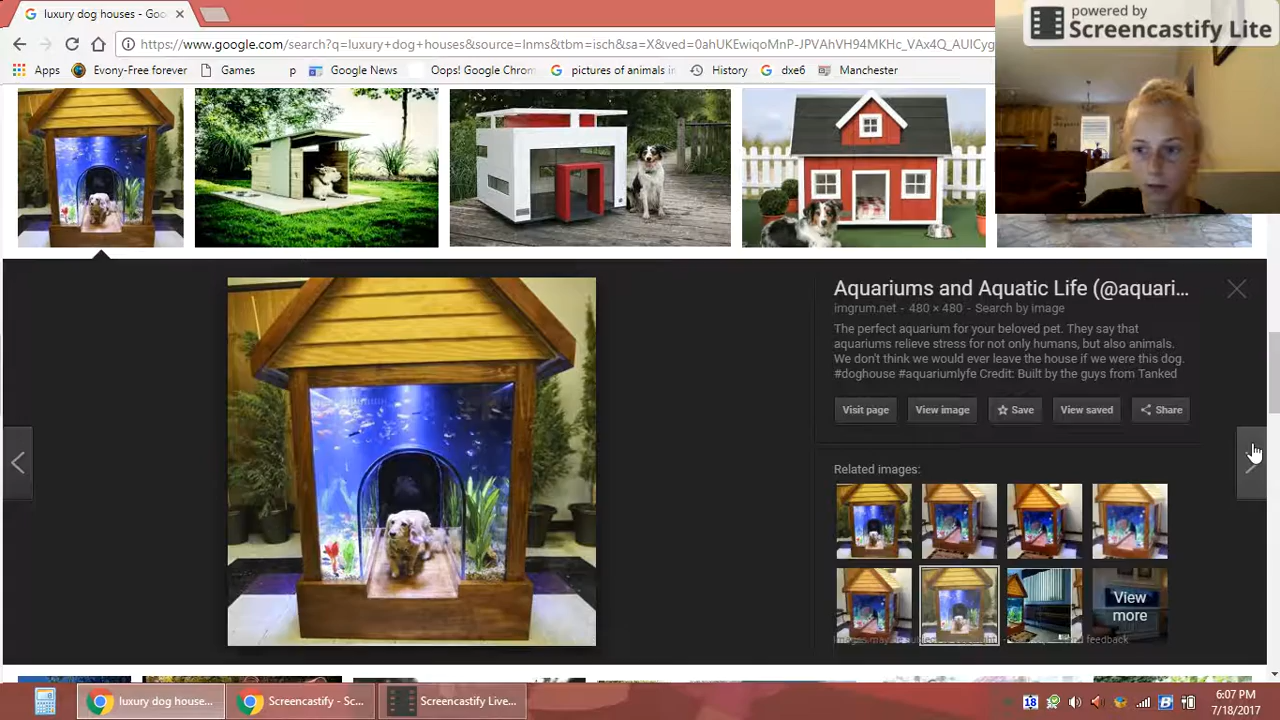 luxury dog houses - Goo
powered by
Screencastify Lite
https://www.google.com/searchq=luxury+dog+houses&source=lnms&tbm=isch&sa=X&ved=0ahUKEwiqoMnP-JPVAhVH94MKHc_VAx4Q_AUICyg
Apps
Evony-Free forever
Games
p
Google News
Oops! Google Chrom
pictures of animals in
History
dxe6
Manchester
Aquariums and Aquatic Life (@aquari...
imgrum.net - 480 × 480 - Search by image
The perfect aquarium for your beloved pet. They say that
aquariums relieve stress for not only humans, but also animals.
We don't think we would ever leave the house if we were this dog.
#doghouse #aquariumlyfe Credit: Built by the guys from Tanked
Visit page
View image
Save
View saved
Share
Related images:
View
more
feedback
luxury dog house...
Screencastify - Sc...
Screencastify Live...
18
B
6:07 PM
7/18/2017